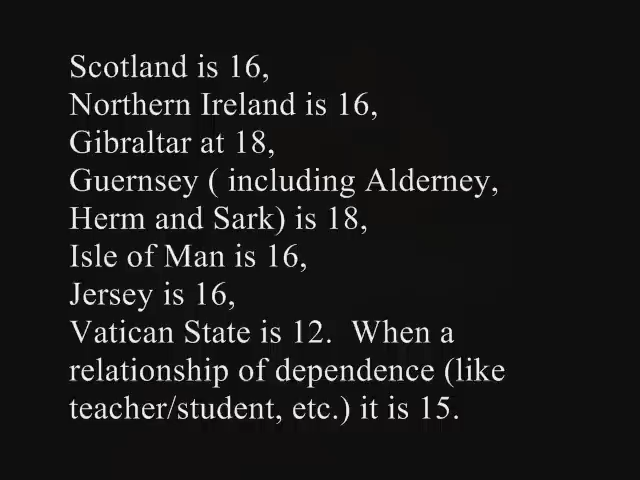 Scotland is 16,
Northern Ireland is 16,
Gibraltar at 18,
Guernsey ( including Alderney,
Herm and Sark) is 18,
Isle of Man is 16,
Jersey is 16,
Vatican State is 12.  When a
relationship of dependence (like
teacher/student, etc.) it is 15.